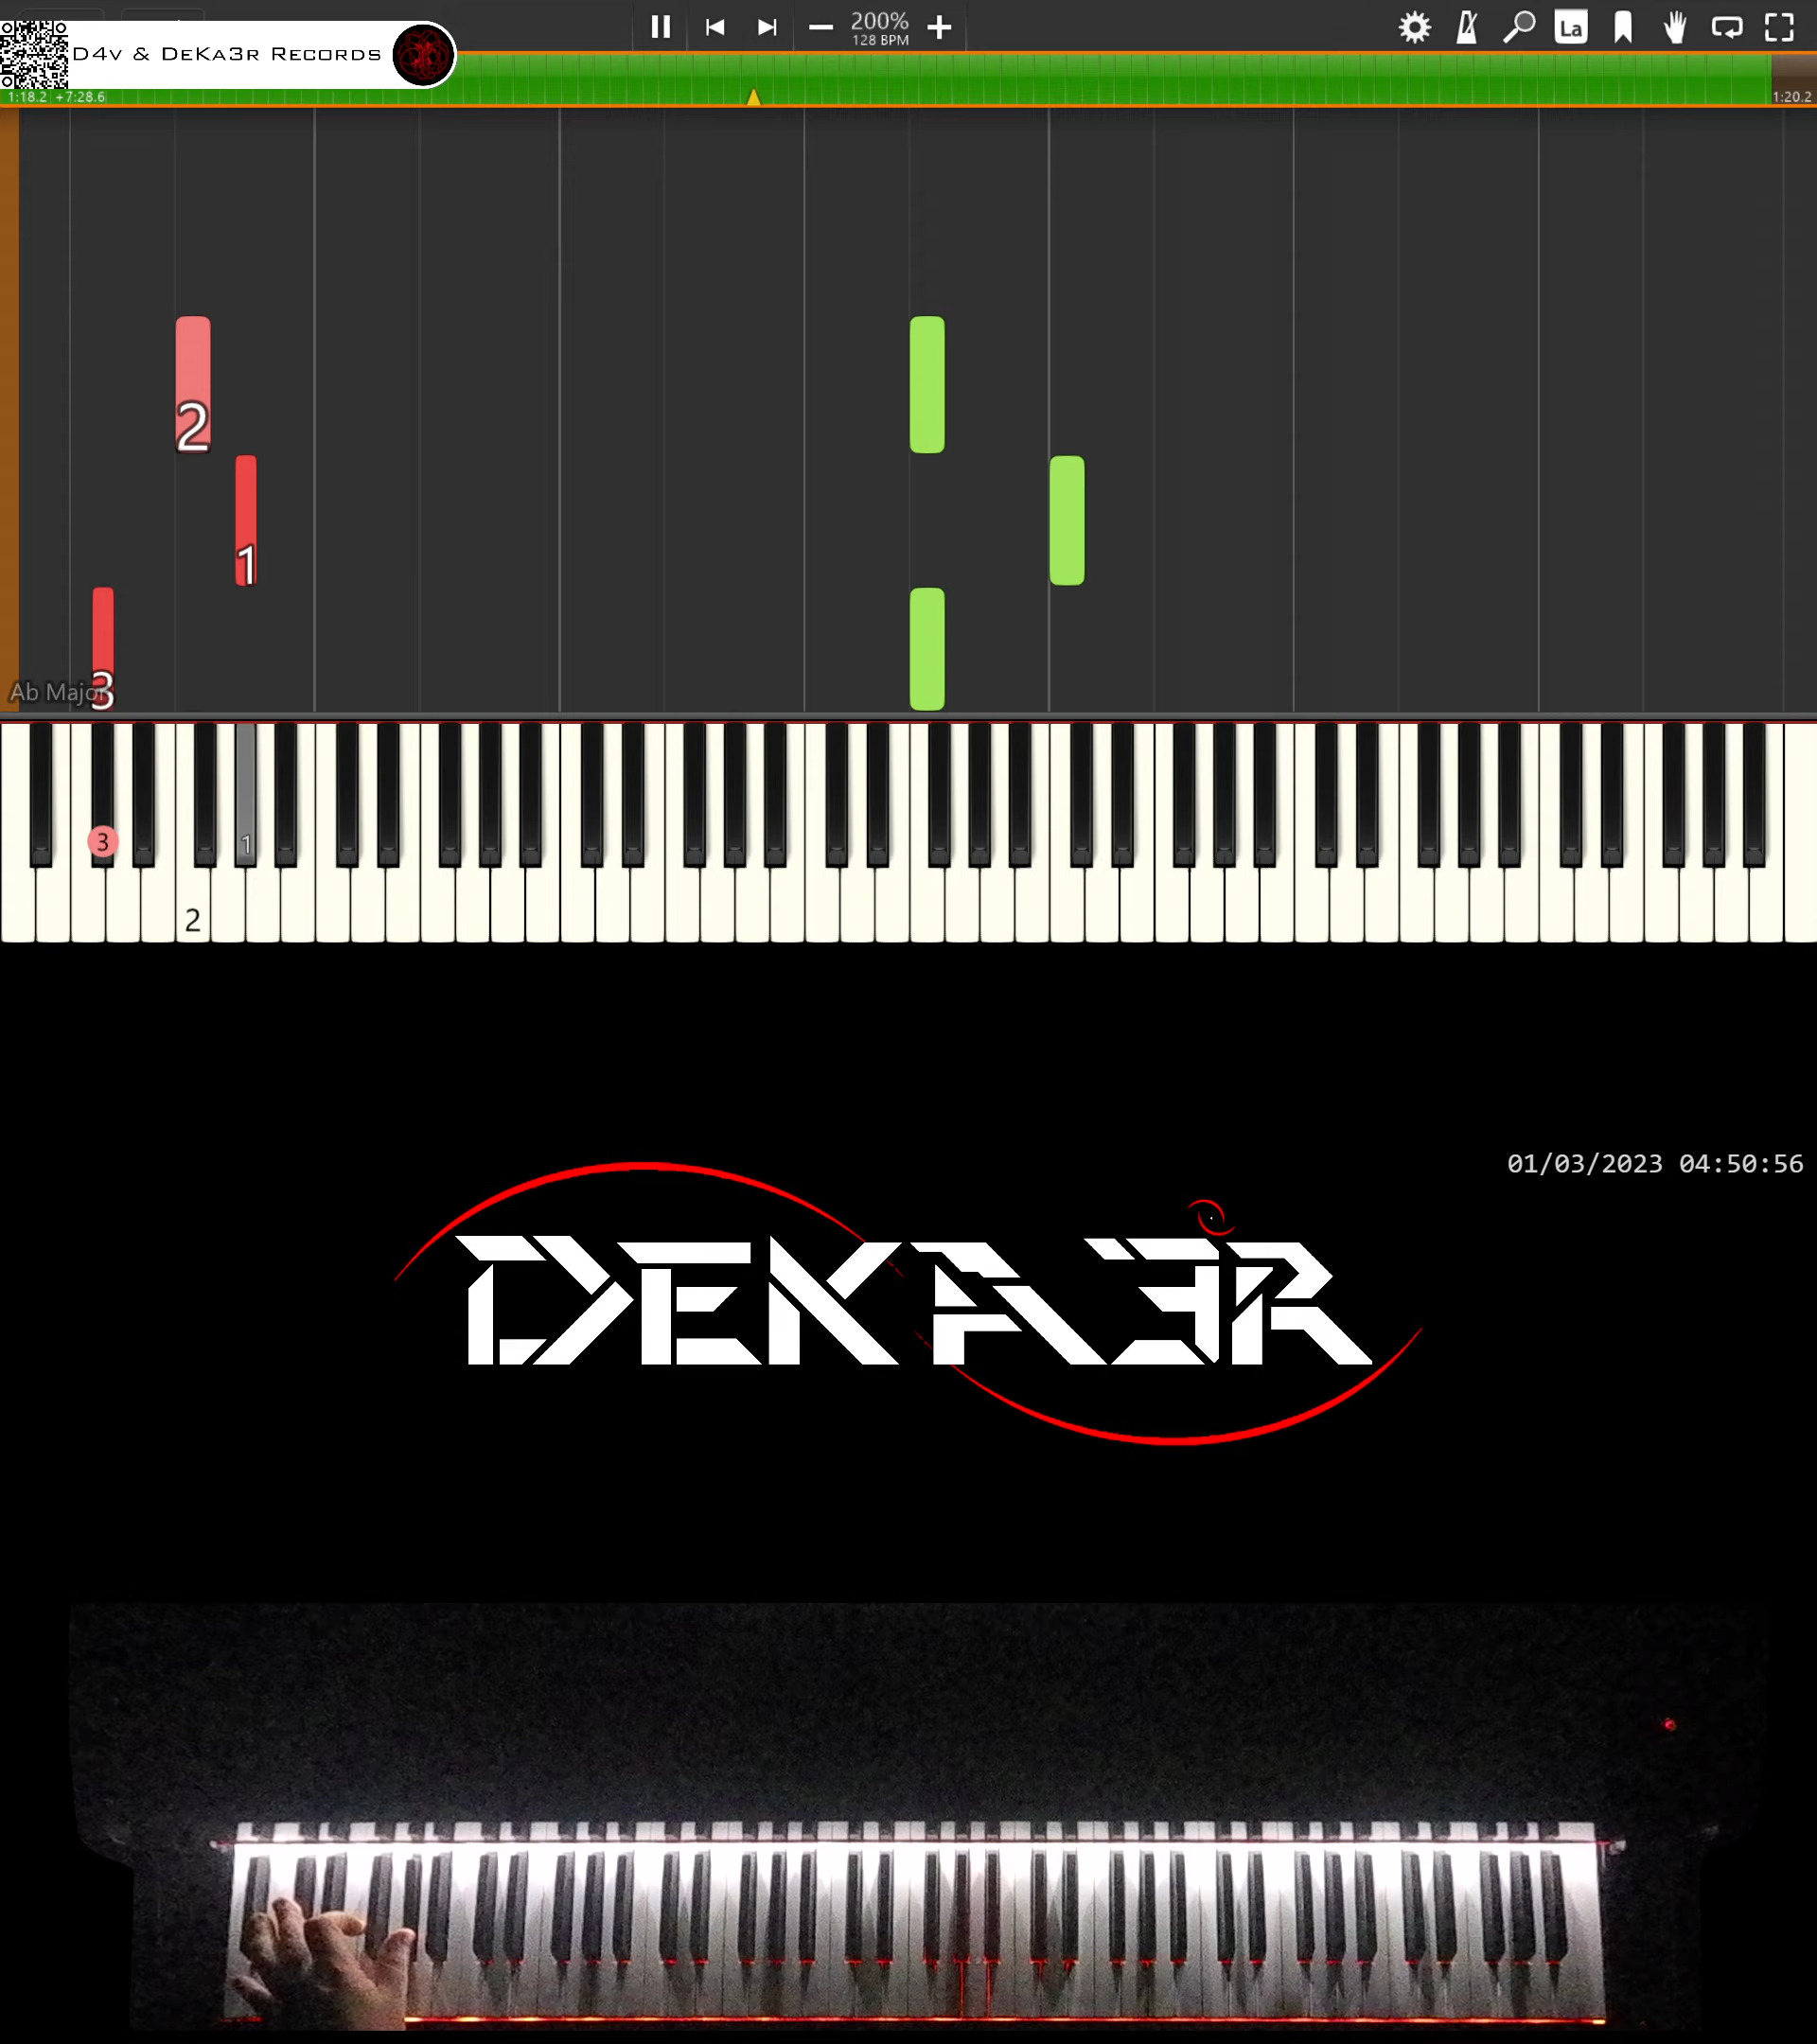 200%
128 BPM
La
D4v & DeKa3r Records
1:18.2 +7:28.6
1:20.2
2
1
3
Ab Major
3
1
2
01/03/2023 04:50:56
DEKA3R